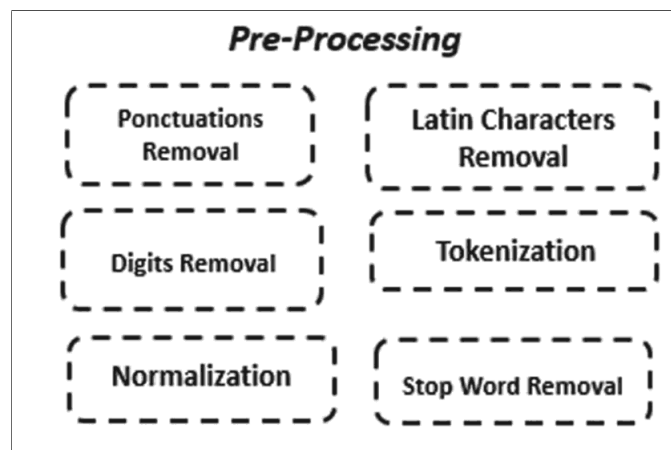 Pre-Processing
Ponctuations
Removal
Latin Characters
Removal
Digits Removal
Tokenization
Normalization
Stop Word Removal